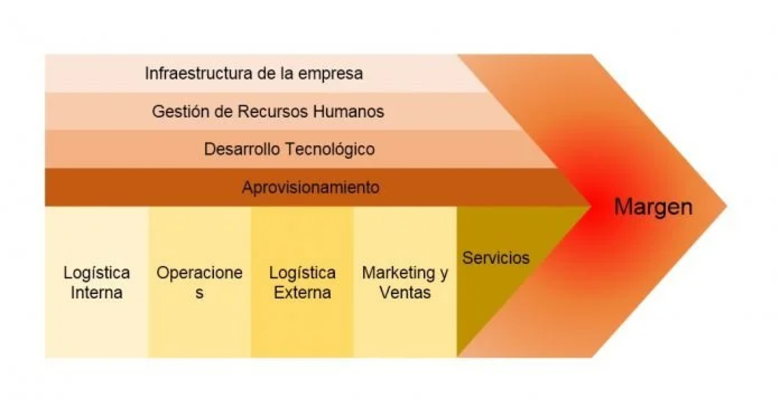 Infraestructura de la empresa
Gestión de Recursos Humanos
Desarrollo Tecnológico
Aprovisionamiento
Margen
Logística
Interna
Operacione
s
Logística
Externa
Marketing y
Ventas
Servicios